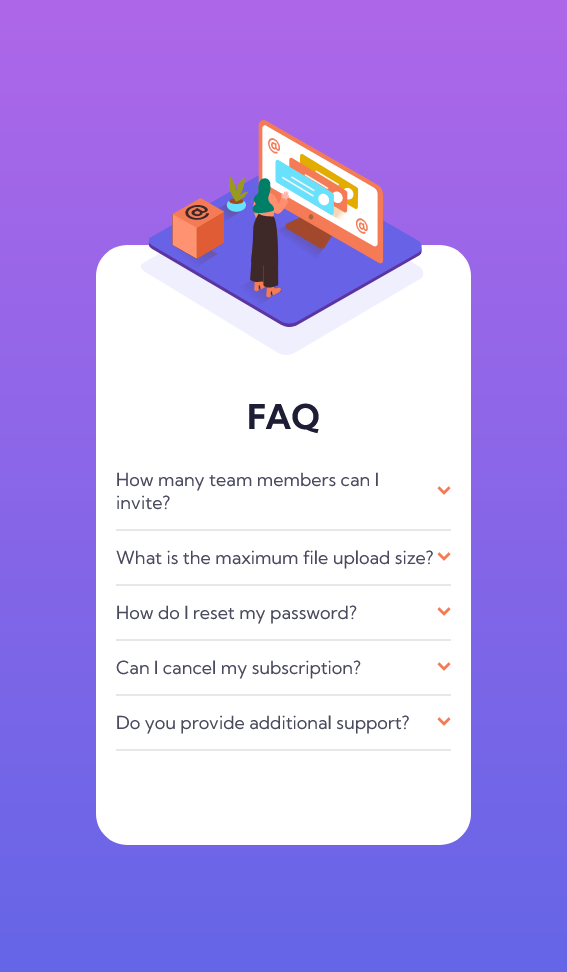 @
@
@
FAQ
How many team members can I
invite?
What is the maximum file upload size?
How do I reset my password?
Can I cancel my subscription?
Do you provide additional support?